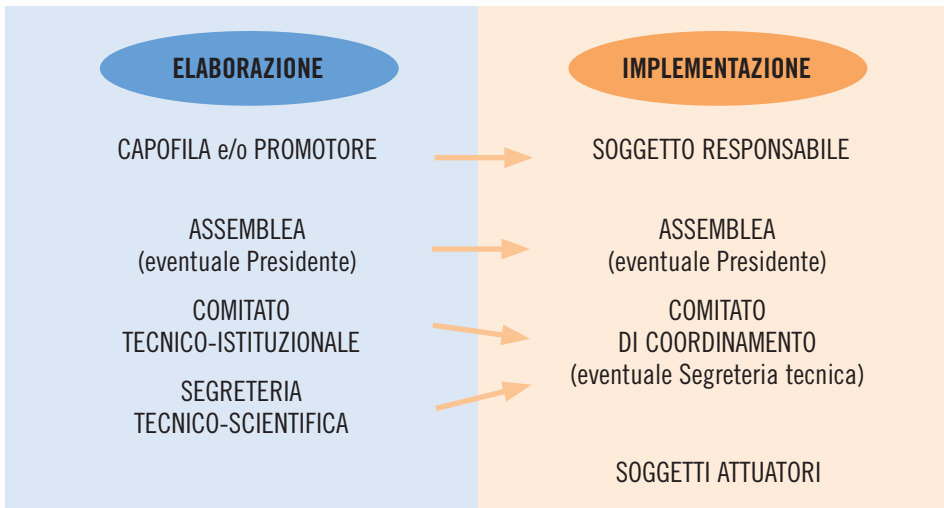 ELABORAZIONE
CAPOFILA e/o PROMOTORE
ASSEMBLEA
(eventuale Presidente)
COMITATO
TECNICO-ISTITUZIONALE
SEGRETERIA
TECNICO-SCIENTIFICA
IMPLEMENTAZIONE
SOGGETTO RESPONSABILE
ASSEMBLEA
(eventuale Presidente)
COMITATO
DI COORDINAMENTO
(eventuale Segreteria tecnica)
SOGGETTI ATTUATORI